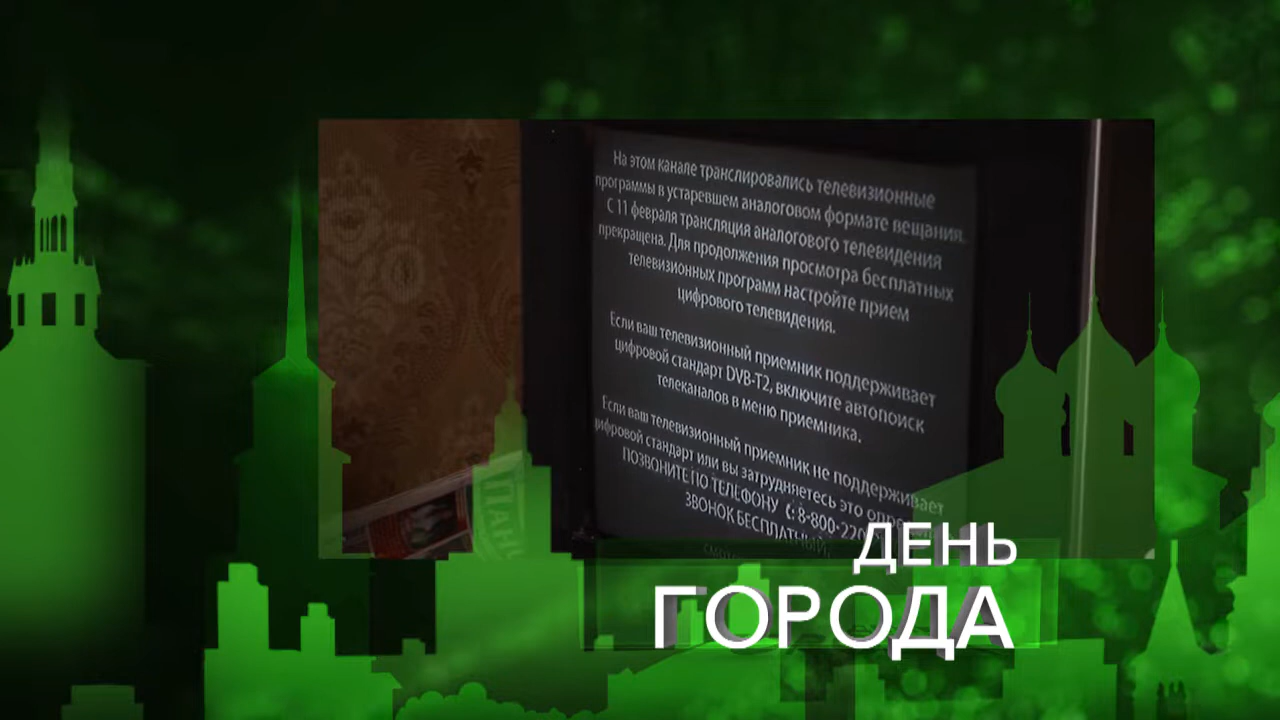 На этом канале транслировались телевизионные
программы в устаревшем аналоговом формате вещания.
С 11 февраля трансляция аналогового телевидения
прекращена. Для продолжения просмотра бесплатных
телевизионных программ настройте прием
цифрового телевидения.
Если ваш телевизионный приемник поддерживает
цифровой стандарт DVB-T2, включите автопоиск
телеканалов в меню приемника.
Если ваш телевизионный приемник не поддерживает
цифровой стандарт или вы затрудняетесь это
ПОЗВОНИТЕ ПО ТЕЛЕФОНУ 8-800-220
ЗВОНОК БЕСПЛАТНЫЙ
ДЕНЬ
ГОРОДА